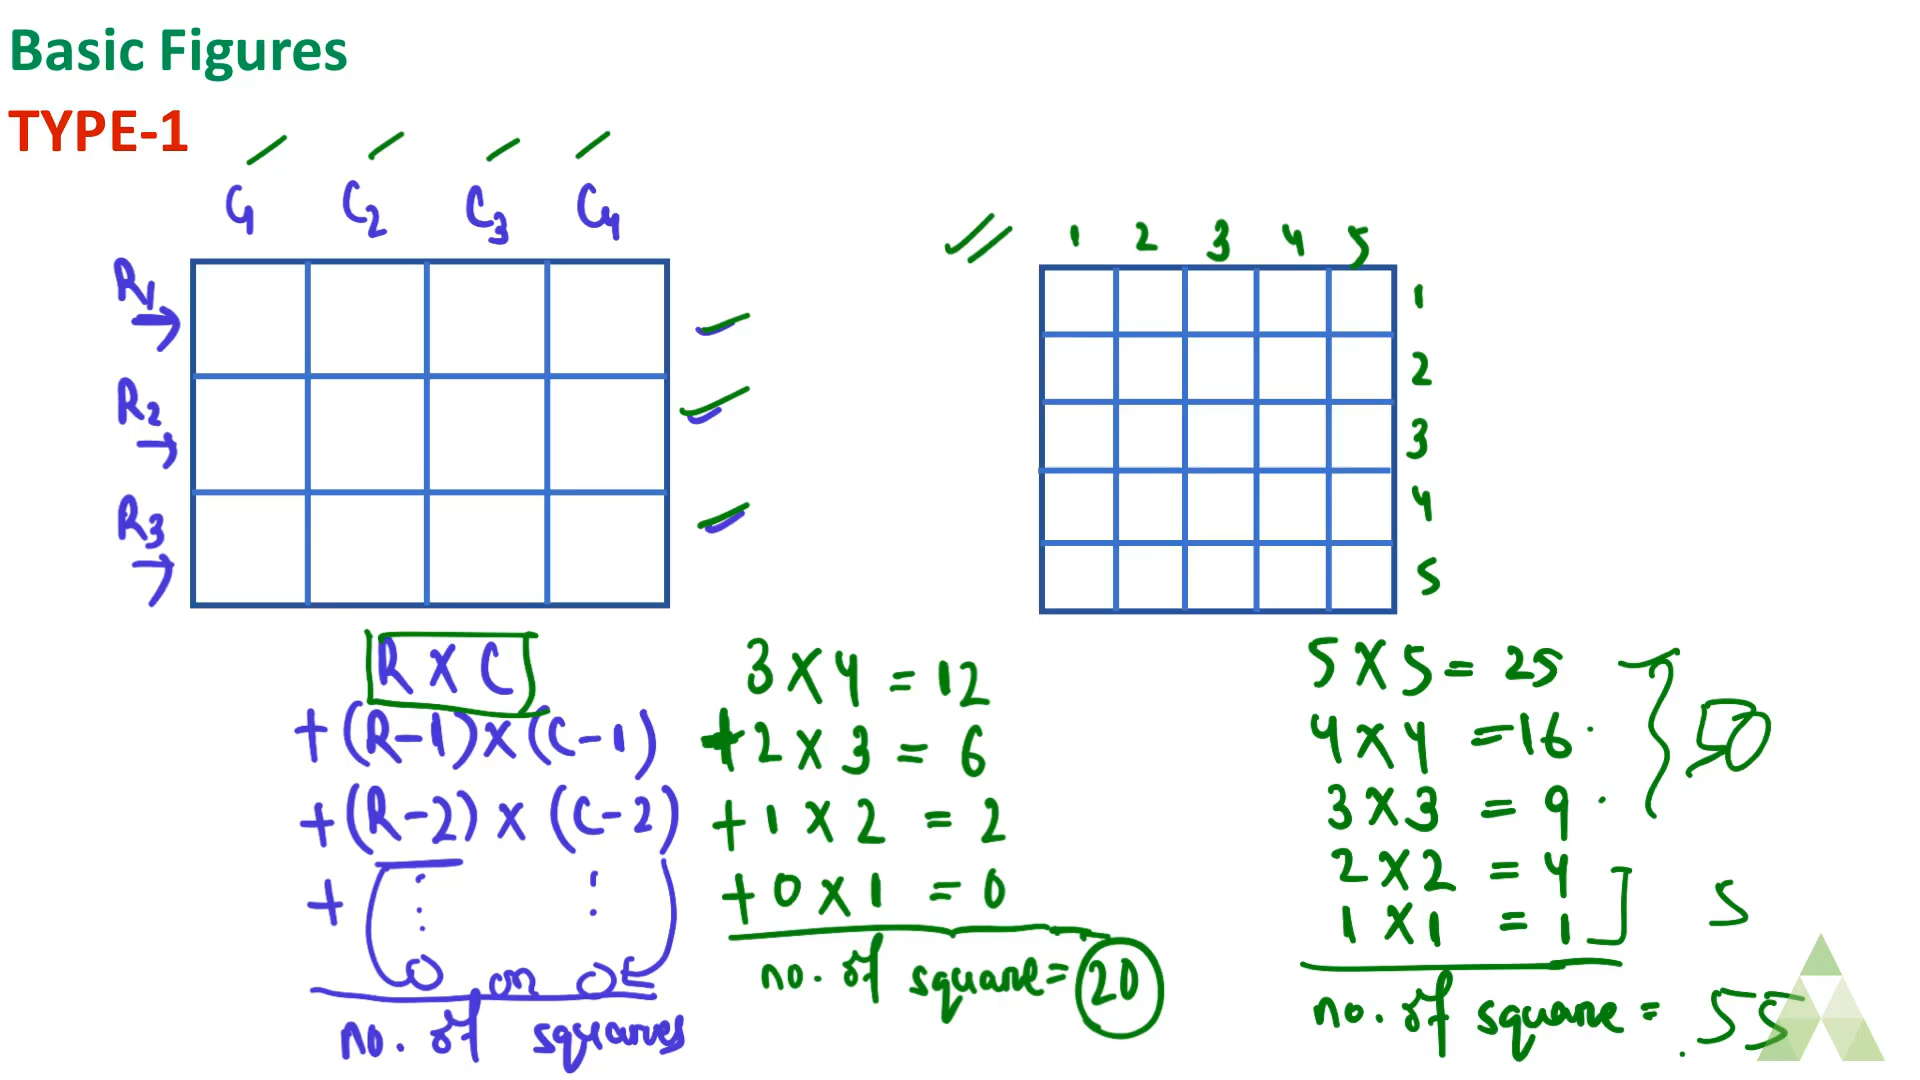 Basic Figures
TYPE-1
C1 C2 C3 C4
R1
R2
R3
1 2 3 4 5
1
2
3
4
5
R X C
+(R-1)x(C-1)
+(R-2)x(C-2)
+
0 or 0
no. of squares
3X4 = 12
+2 x 3 = 6
+1 X 2 = 2
+0 X 1 = 0
no. of square = 20
5 X 5 = 25
4 x 4 = 16
3 X 3 = 9
50
2 X 2 = 4
1 X 1 = 1
5
no. of square = 55